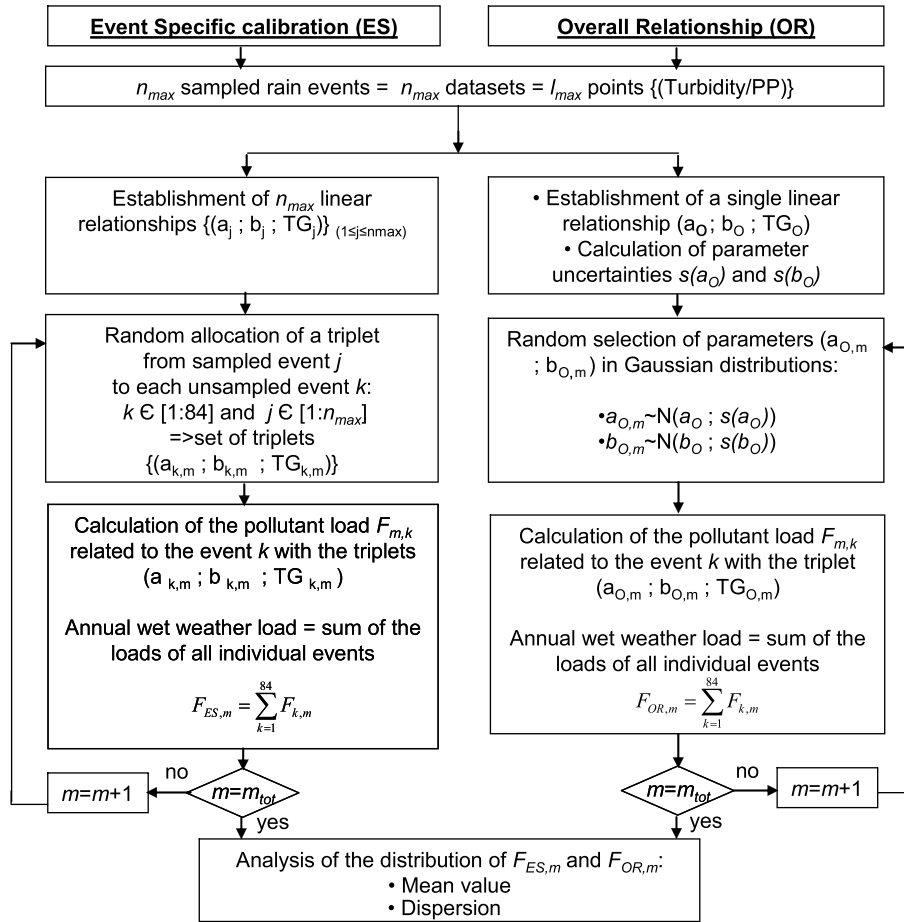 Event Specific calibration (ES)
Overall Relationship (OR)
n_max sampled rain events = n_max datasets = l_max points {(Turbidity/PP)}
Establishment of n_max linear
relationships {(a_j ; b_j ; TG_j)} (1≤j≤nmax)
• Establishment of a single linear
relationship (a_O ; b_O ; TG_O)
• Calculation of parameter
uncertainties s(a_O) and s(b_O)
Random allocation of a triplet
from sampled event j
to each unsampled event k:
k Є [1:84] and j Є [1:n_max]
=>set of triplets
{(a_k,m ; b_k,m ; TG_k,m)}
Random selection of parameters (a_O,m
; b_O,m) in Gaussian distributions:
•a_O,m~N(a_O ; s(a_O))
•b_O,m~N(b_O ; s(b_O))
Calculation of the pollutant load F_m,k
related to the event k with the triplets
(a_k,m ; b_k,m ; TG_k,m)
Annual wet weather load = sum of the
loads of all individual events
F_ES,m = ∑_{k=1}^{84} F_k,m
Calculation of the pollutant load F_m,k
related to the event k with the triplet
(a_O,m ; b_O,m ; TG_O,m)
Annual wet weather load = sum of the
loads of all individual events
F_OR,m = ∑_{k=1}^{84} F_k,m
m=m+1
no
m=m_tot
yes
m=m_tot
no
m=m+1
yes
Analysis of the distribution of F_ES,m and F_OR,m:
• Mean value
• Dispersion